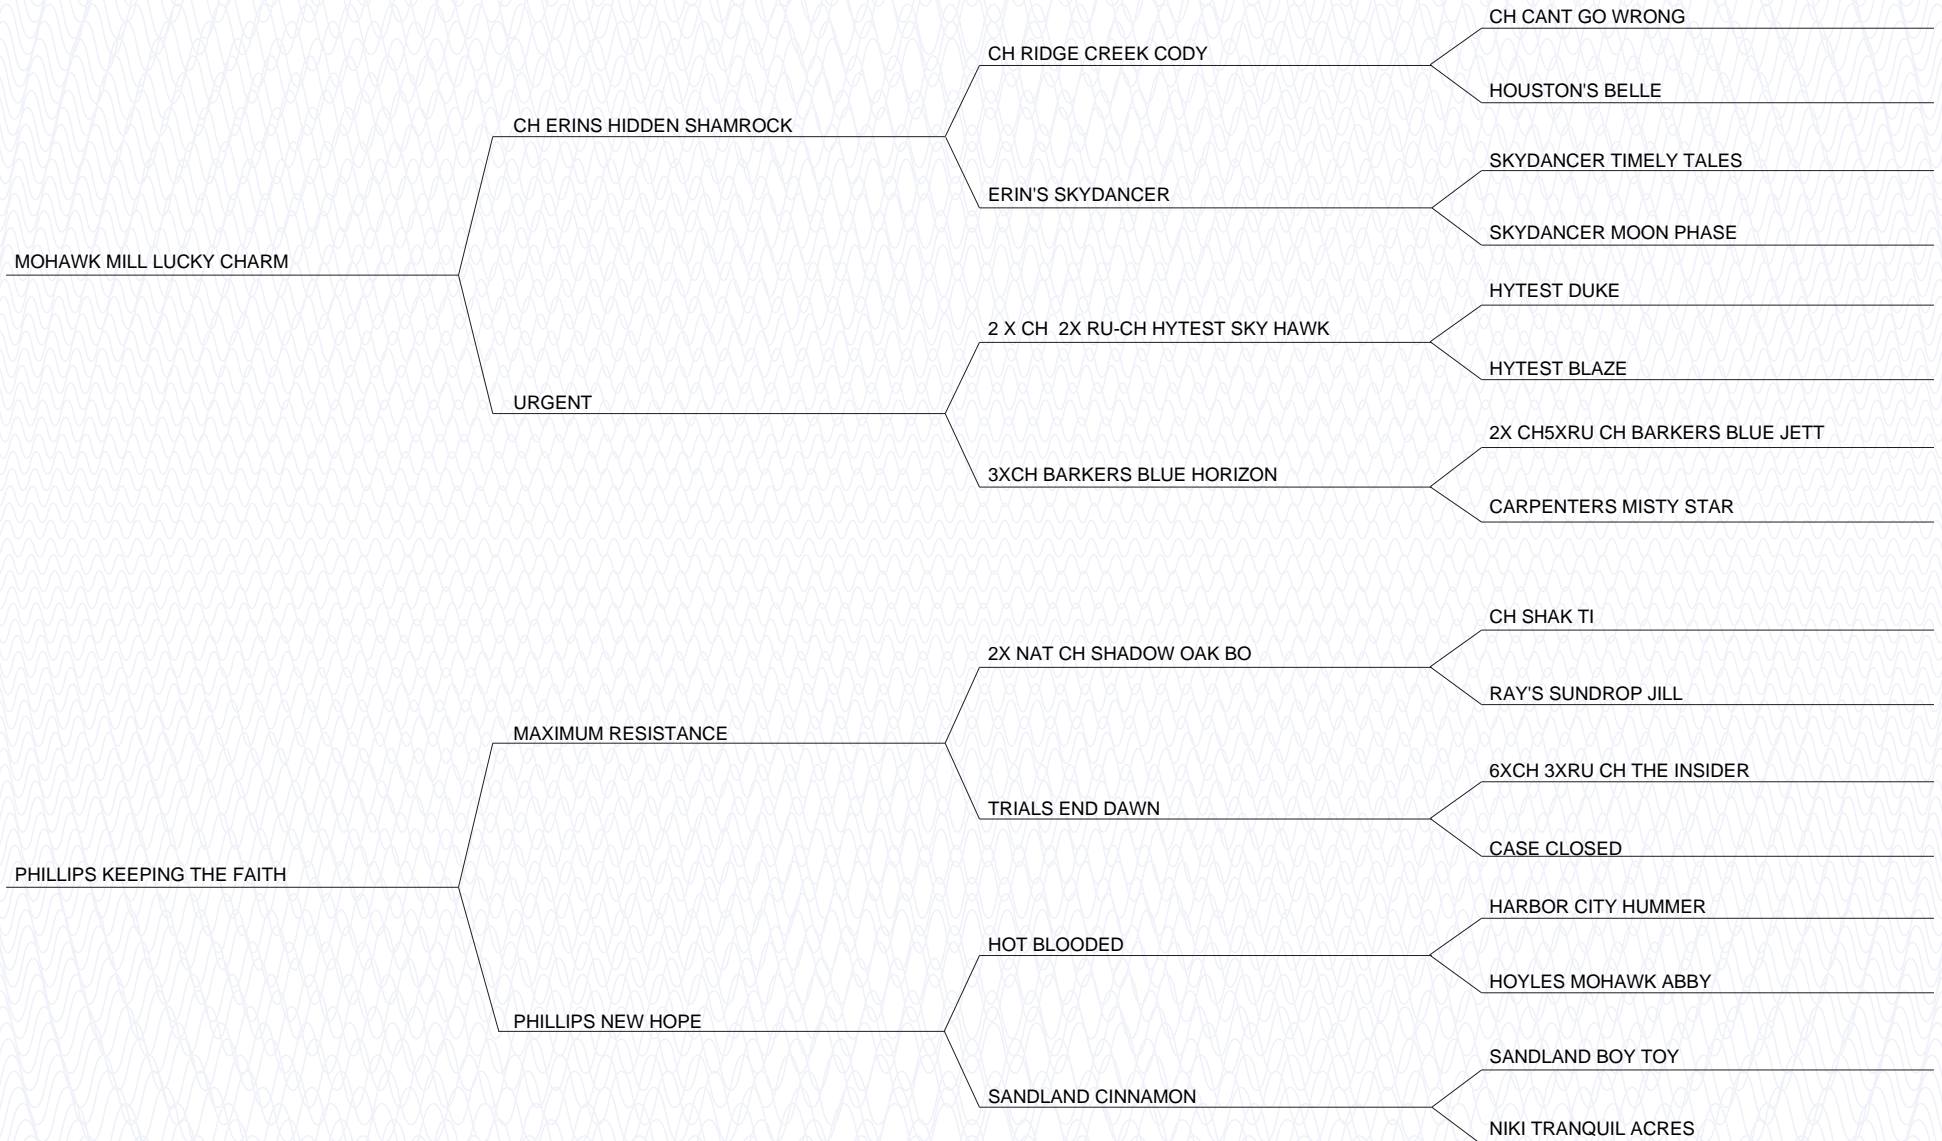 CH CANT GO WRONG
CH RIDGE CREEK CODY
HOUSTON'S BELLE
CH ERINS HIDDEN SHAMROCK
SKYDANCER TIMELY TALES
ERIN'S SKYDANCER
SKYDANCER MOON PHASE
MOHAWK MILL LUCKY CHARM
HYTEST DUKE
2 X CH  2X RU-CH HYTEST SKY HAWK
HYTEST BLAZE
URGENT
2X CH5XRU CH BARKERS BLUE JETT
3XCH BARKERS BLUE HORIZON
CARPENTERS MISTY STAR
CH SHAK TI
2X NAT CH SHADOW OAK BO
RAY'S SUNDROP JILL
MAXIMUM RESISTANCE
6XCH 3XRU CH THE INSIDER
TRIALS END DAWN
CASE CLOSED
PHILLIPS KEEPING THE FAITH
HARBOR CITY HUMMER
HOT BLOODED
HOYLES MOHAWK ABBY
PHILLIPS NEW HOPE
SANDLAND BOY TOY
SANDLAND CINNAMON
NIKI TRANQUIL ACRES